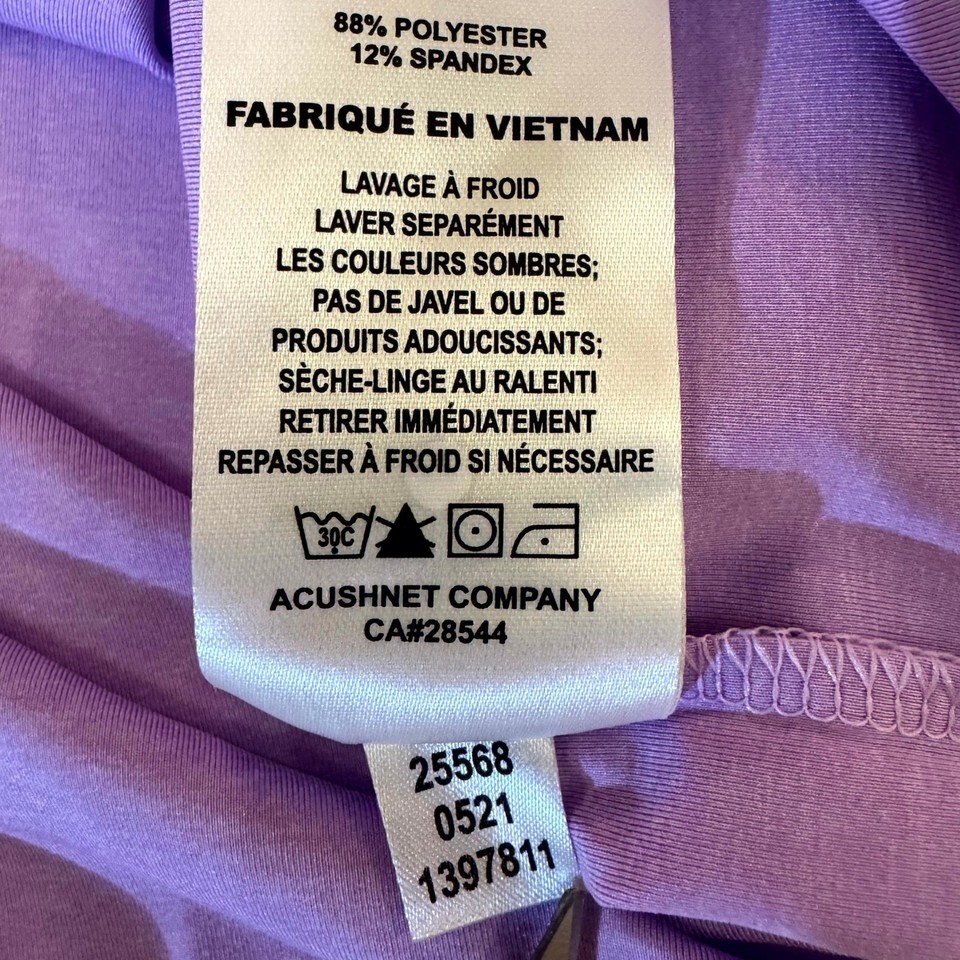 88% POLYESTER
12% SPANDEX
FABRIQUÉ EN VIETNAM
LAVAGE À FROID
LAVER SEPARÉMENT
LES COULEURS SOMBRES;
PAS DE JAVEL OU DE
PRODUITS ADOUCISSANTS;
SÈCHE-LINGE AU RALENTI
RETIRER IMMÉDIATEMENT
REPASSER À FROID SI NÉCESSAIRE
30C
ACUSHNET COMPANY
CA#28544
25568
0521
1397811